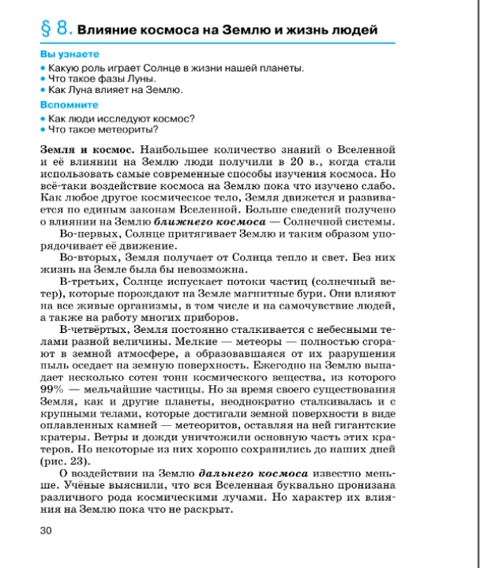 § 8. Влияние космоса на Землю и жизнь людей
Вы узнаете
• Какую роль играет Солнце в жизни нашей планеты.
• Что такое фазы Луны.
• Как Луна влияет на Землю.
Вспомните
• Как люди исследуют космос?
• Что такое метеориты?
Земля и космос. Наибольшее количество знаний о Вселенной
и её влиянии на Землю люди получили в 20 в., когда стали
использовать самые современные способы изучения космоса. Но
всё-таки воздействие космоса на Землю пока что изучено слабо.
Как любое другое космическое тело, Земля движется и развива-
ется по единым законам Вселенной. Больше сведений получено
о влиянии на Землю ближнего космоса — Солнечной системы.
Во-первых, Солнце притягивает Землю и таким образом упо-
рядочивает её движение.
Во-вторых, Земля получает от Солнца тепло и свет. Без них
жизнь на Земле была бы невозможна.
В-третьих, Солнце испускает потоки частиц (солнечный ве-
тер), которые порождают на Земле магнитные бури. Они влияют
на все живые организмы, в том числе и на самочувствие людей,
а также на работу многих приборов.
В-четвёртых, Земля постоянно сталкивается с небесными те-
лами разной величины. Мелкие — метеоры — полностью сгора-
ют в земной атмосфере, а образовавшаяся от их разрушения
пыль оседает на земную поверхность. Ежегодно на Землю выпа-
дает несколько сотен тонн космического вещества, из которого
99% — мельчайшие частицы. Но за время своего существования
Земля, как и другие планеты, неоднократно сталкивалась и с
крупными телами, которые достигали земной поверхности в виде
оплавленных камней — метеоритов, оставляя на ней гигантские
кратеры. Ветры и дожди уничтожили основную часть этих кра-
теров. Но некоторые из них хорошо сохранились до наших дней
(рис. 23).
О воздействии на Землю дальнего космоса известно мень-
ше. Учёные выяснили, что вся Вселенная буквально пронизана
различного рода космическими лучами. Но характер их влия-
ния на Землю пока что не раскрыт.
30